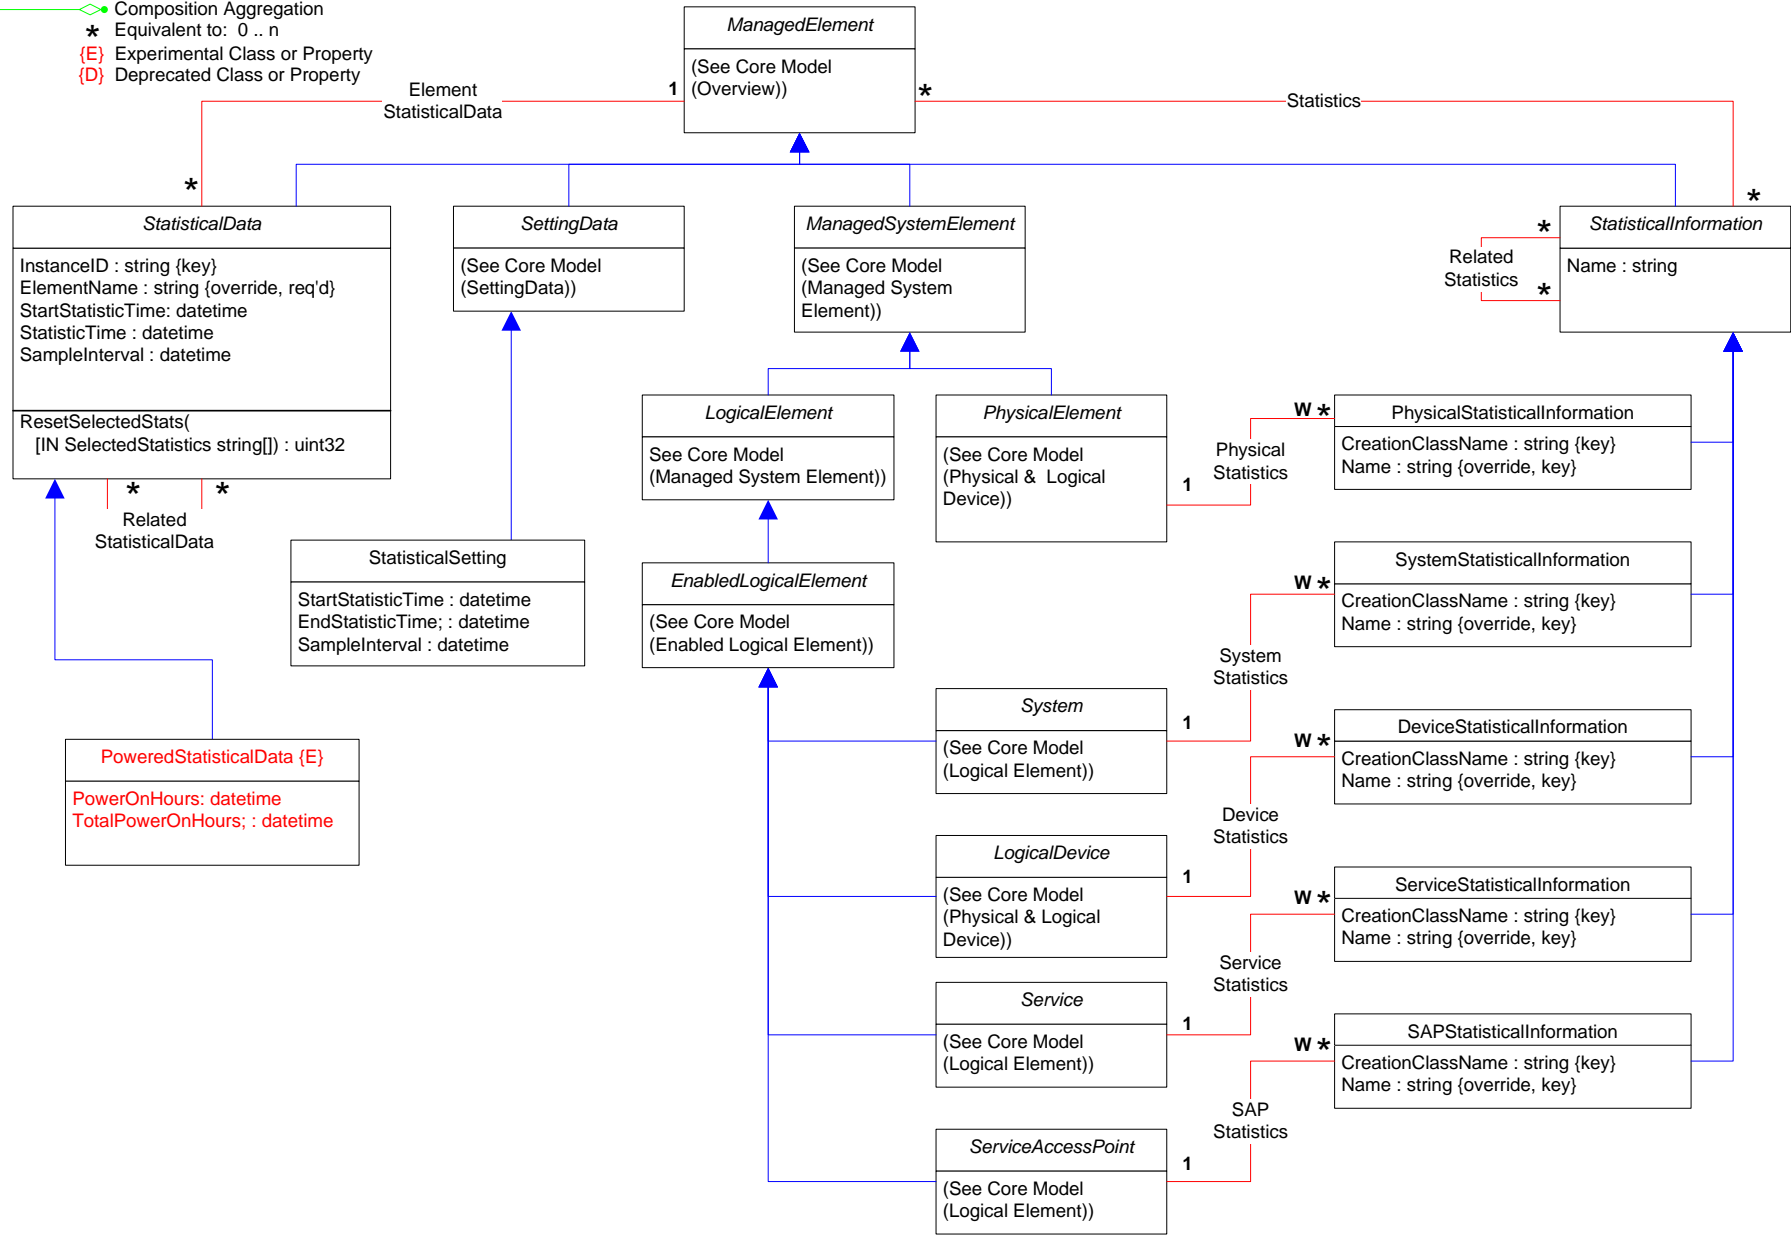 Composition Aggregation
* Equivalent to: 0 .. n
{E} Experimental Class or Property
{D} Deprecated Class or Property
ManagedElement
(See Core Model
(Overview))
Element
StatisticalData
1
*
Statistics
*
*
StatisticalData
InstanceID : string {key}
ElementName : string {override, req'd}
StartStatisticTime: datetime
StatisticTime : datetime
SampleInterval : datetime
ResetSelectedStats(
[IN SelectedStatistics string[]) : uint32
*
*
Related
StatisticalData
SettingData
(See Core Model
(SettingData))
ManagedSystemElement
(See Core Model
(Managed System
Element))
StatisticalInformation
Name : string
*
Related
Statistics
*
LogicalElement
See Core Model
(Managed System Element))
PhysicalElement
(See Core Model
(Physical & Logical
Device))
1
Physical
Statistics
W *
PhysicalStatisticalInformation
CreationClassName : string {key}
Name : string {override, key}
StatisticalSetting
StartStatisticTime : datetime
EndStatisticTime; : datetime
SampleInterval : datetime
EnabledLogicalElement
(See Core Model
(Enabled Logical Element))
W *
SystemStatisticalInformation
CreationClassName : string {key}
Name : string {override, key}
System
Statistics
1
System
(See Core Model
(Logical Element))
PoweredStatisticalData {E}
PowerOnHours: datetime
TotalPowerOnHours; : datetime
W *
DeviceStatisticalInformation
CreationClassName : string {key}
Name : string {override, key}
Device
Statistics
1
LogicalDevice
(See Core Model
(Physical & Logical
Device))
W *
ServiceStatisticalInformation
CreationClassName : string {key}
Name : string {override, key}
Service
Statistics
1
Service
(See Core Model
(Logical Element))
W *
SAPStatisticalInformation
CreationClassName : string {key}
Name : string {override, key}
SAP
Statistics
1
ServiceAccessPoint
(See Core Model
(Logical Element))